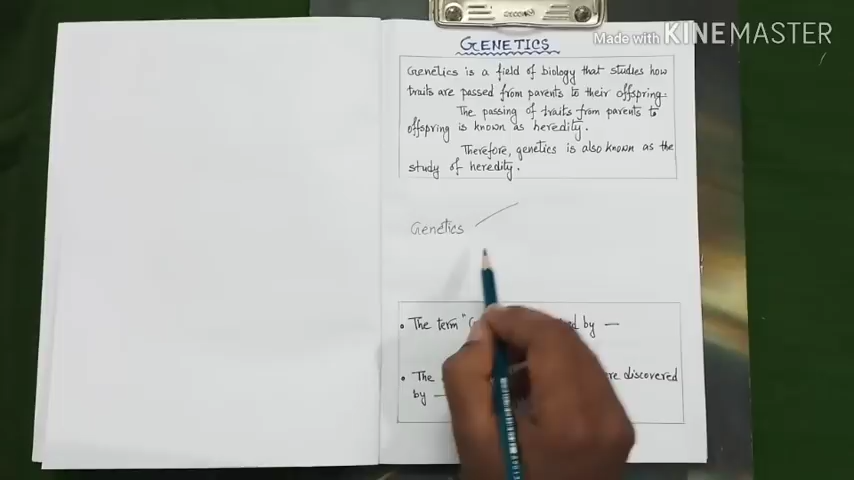 Made with KINEMASTER
GENETICS
Genetics is a field of biology that studies how
traits are passed from parents to their offspring.
The passing of traits from parents to
offspring is known as heredity.
Therefore, genetics is also known as the
study of heredity.
Genetics
• The term "G by —
• The discovered
by —